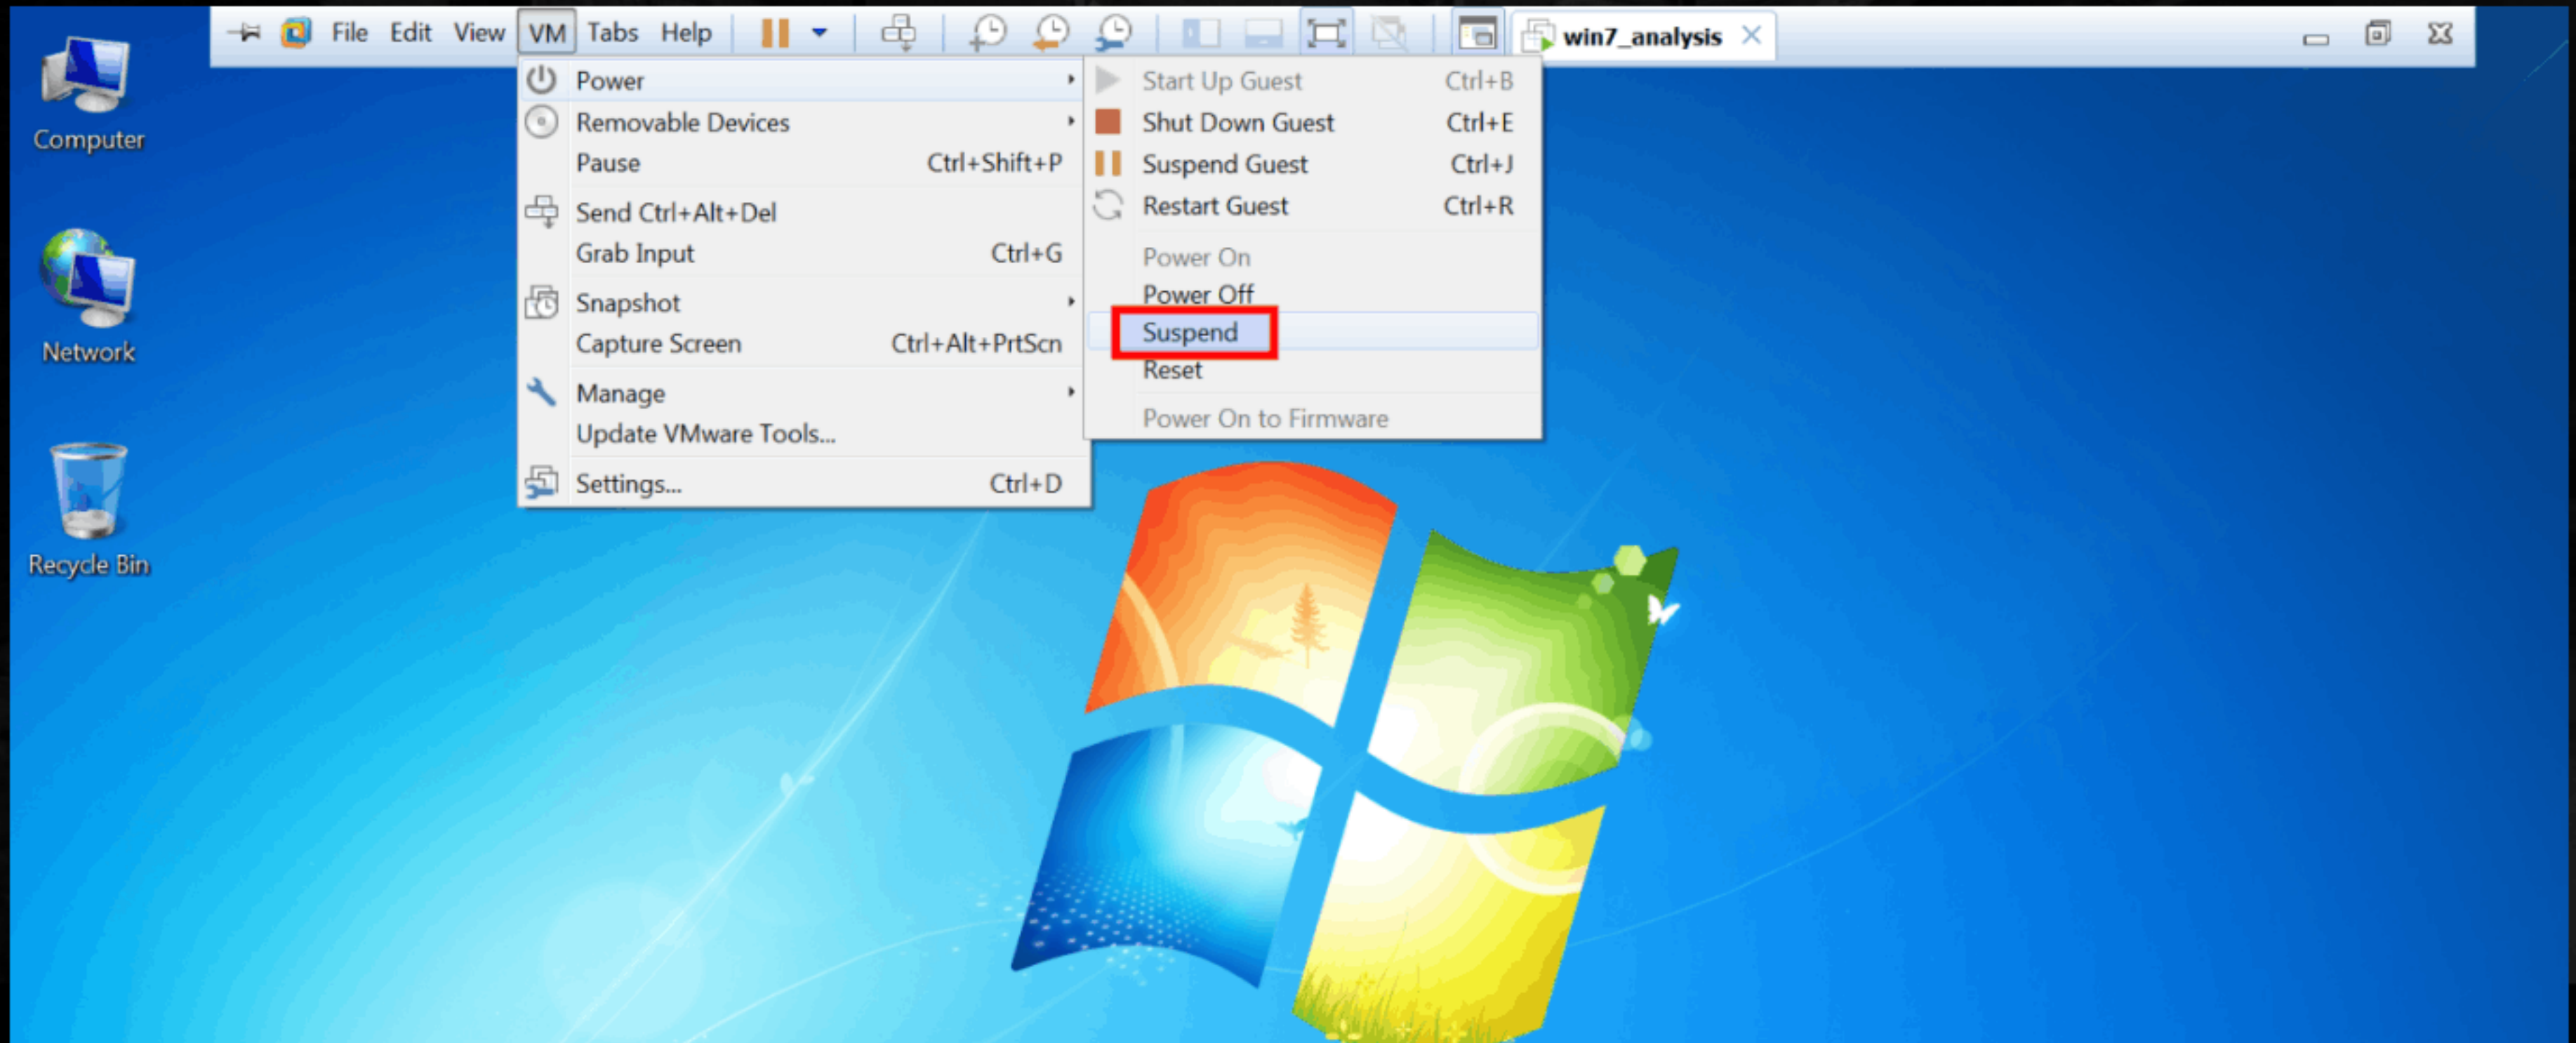 File Edit View VM Tabs Help win7_analysis
Computer
Network
Recycle Bin
Power
Removable Devices
Pause Ctrl+Shift+P
Send Ctrl+Alt+Del
Grab Input Ctrl+G
Snapshot
Capture Screen Ctrl+Alt+PrtScn
Manage
Update VMware Tools...
Settings... Ctrl+D
Start Up Guest Ctrl+B
Shut Down Guest Ctrl+E
Suspend Guest Ctrl+J
Restart Guest Ctrl+R
Power On
Power Off
Suspend
Reset
Power On to Firmware